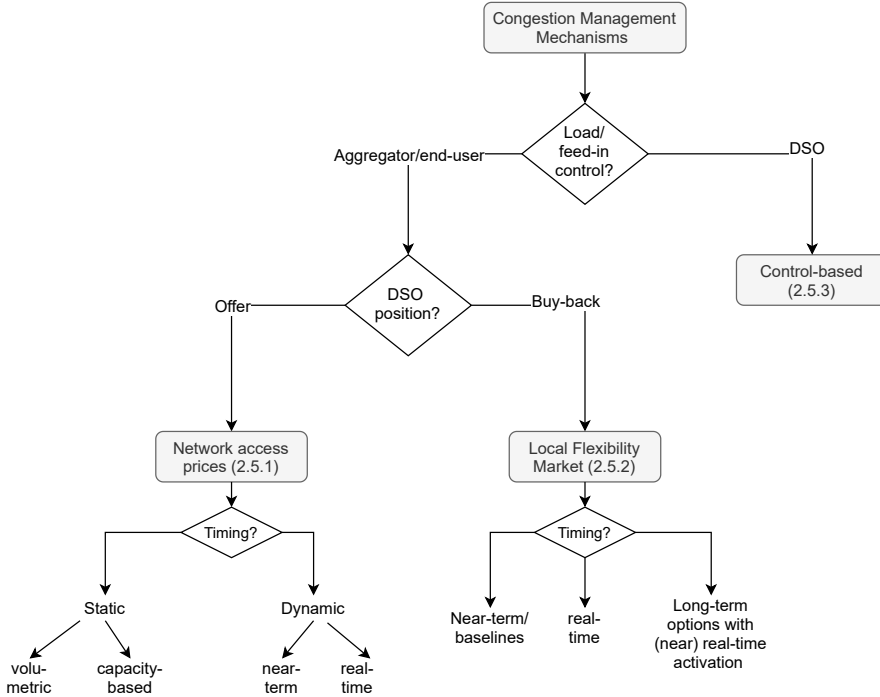 Congestion Management
Mechanisms
Load/
feed-in
control?
Aggregator/end-user
DSO
Control-based
(2.5.3)
DSO
position?
Offer
Buy-back
Network access
prices (2.5.1)
Local Flexibility
Market (2.5.2)
Timing?
Timing?
Static
Dynamic
Near-term/
baselines
real-
time
Long-term
options with
(near) real-time
activation
volu-
metric
capacity-
based
near-
term
real-
time